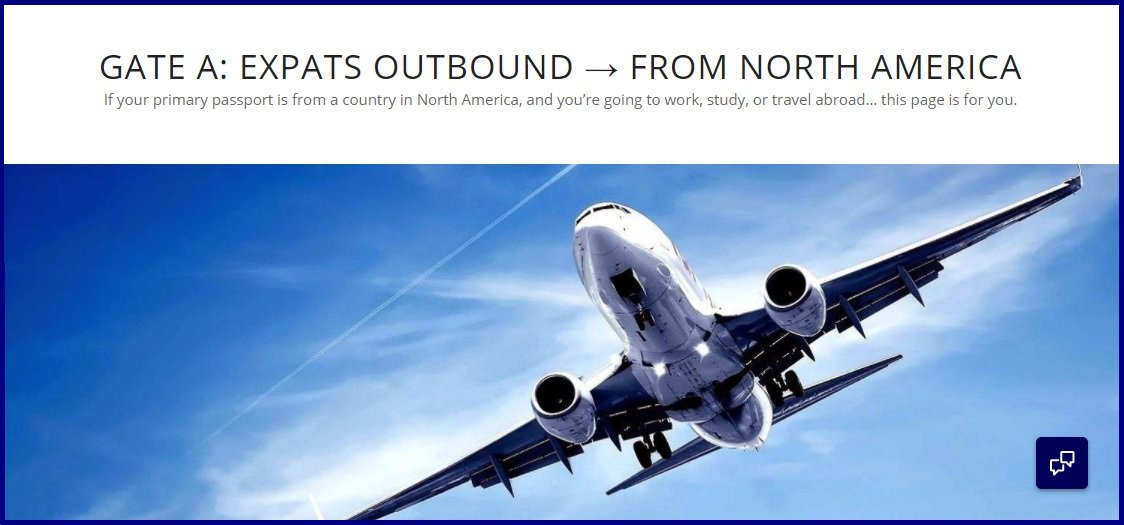 GATE A: EXPATS OUTBOUND → FROM NORTH AMERICA
If your primary passport is from a country in North America, and you’re going to work, study, or travel abroad... this page is for you.